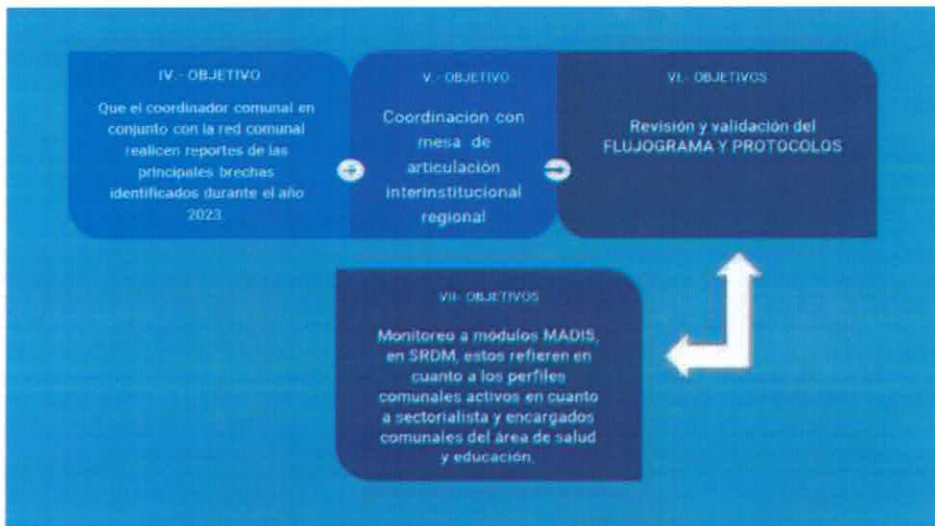 IV.- OBJETIVO
Que el coordinador comunal en
conjunto con la red comunal
realicen reportes de las
principales brechas
identificados durante el año
2023.
V.- OBJETIVO
Coordinación con
mesa de
articulación
interinstitucional
regional
VI.- OBJETIVOS
Revisión y validación del
FLUJOGRAMA Y PROTOCOLOS
VII- OBJETIVOS
Monitoreo a módulos MADIS,
en SRDM, estos refieren en
cuanto a los perfiles
comunales activos en cuanto
a sectorialista y encargados
comunales del área de salud
y educación.